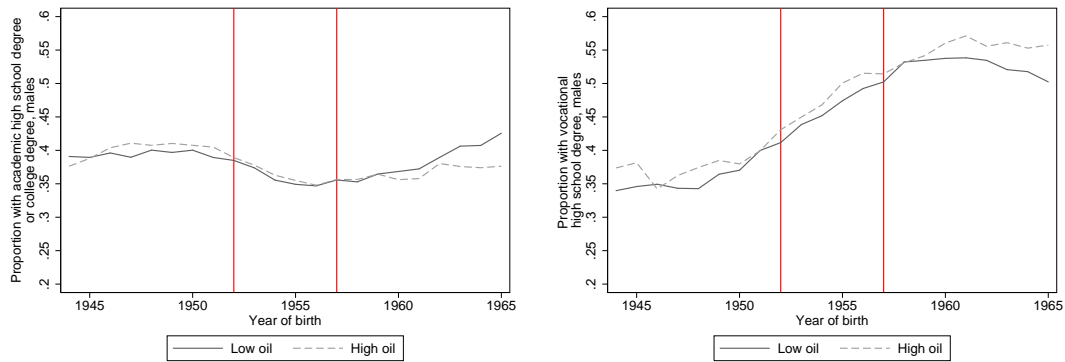 Proportion with academic high school degree
or college degree, males
.6
.55
.5
.45
.4
.35
.3
.25
.2
1945 1950 1955 1960 1965
Year of birth
Low oil High oil
Proportion with vocational
high school degree, males
.6
.55
.5
.45
.4
.35
.3
.25
.2
1945 1950 1955 1960 1965
Year of birth
Low oil High oil